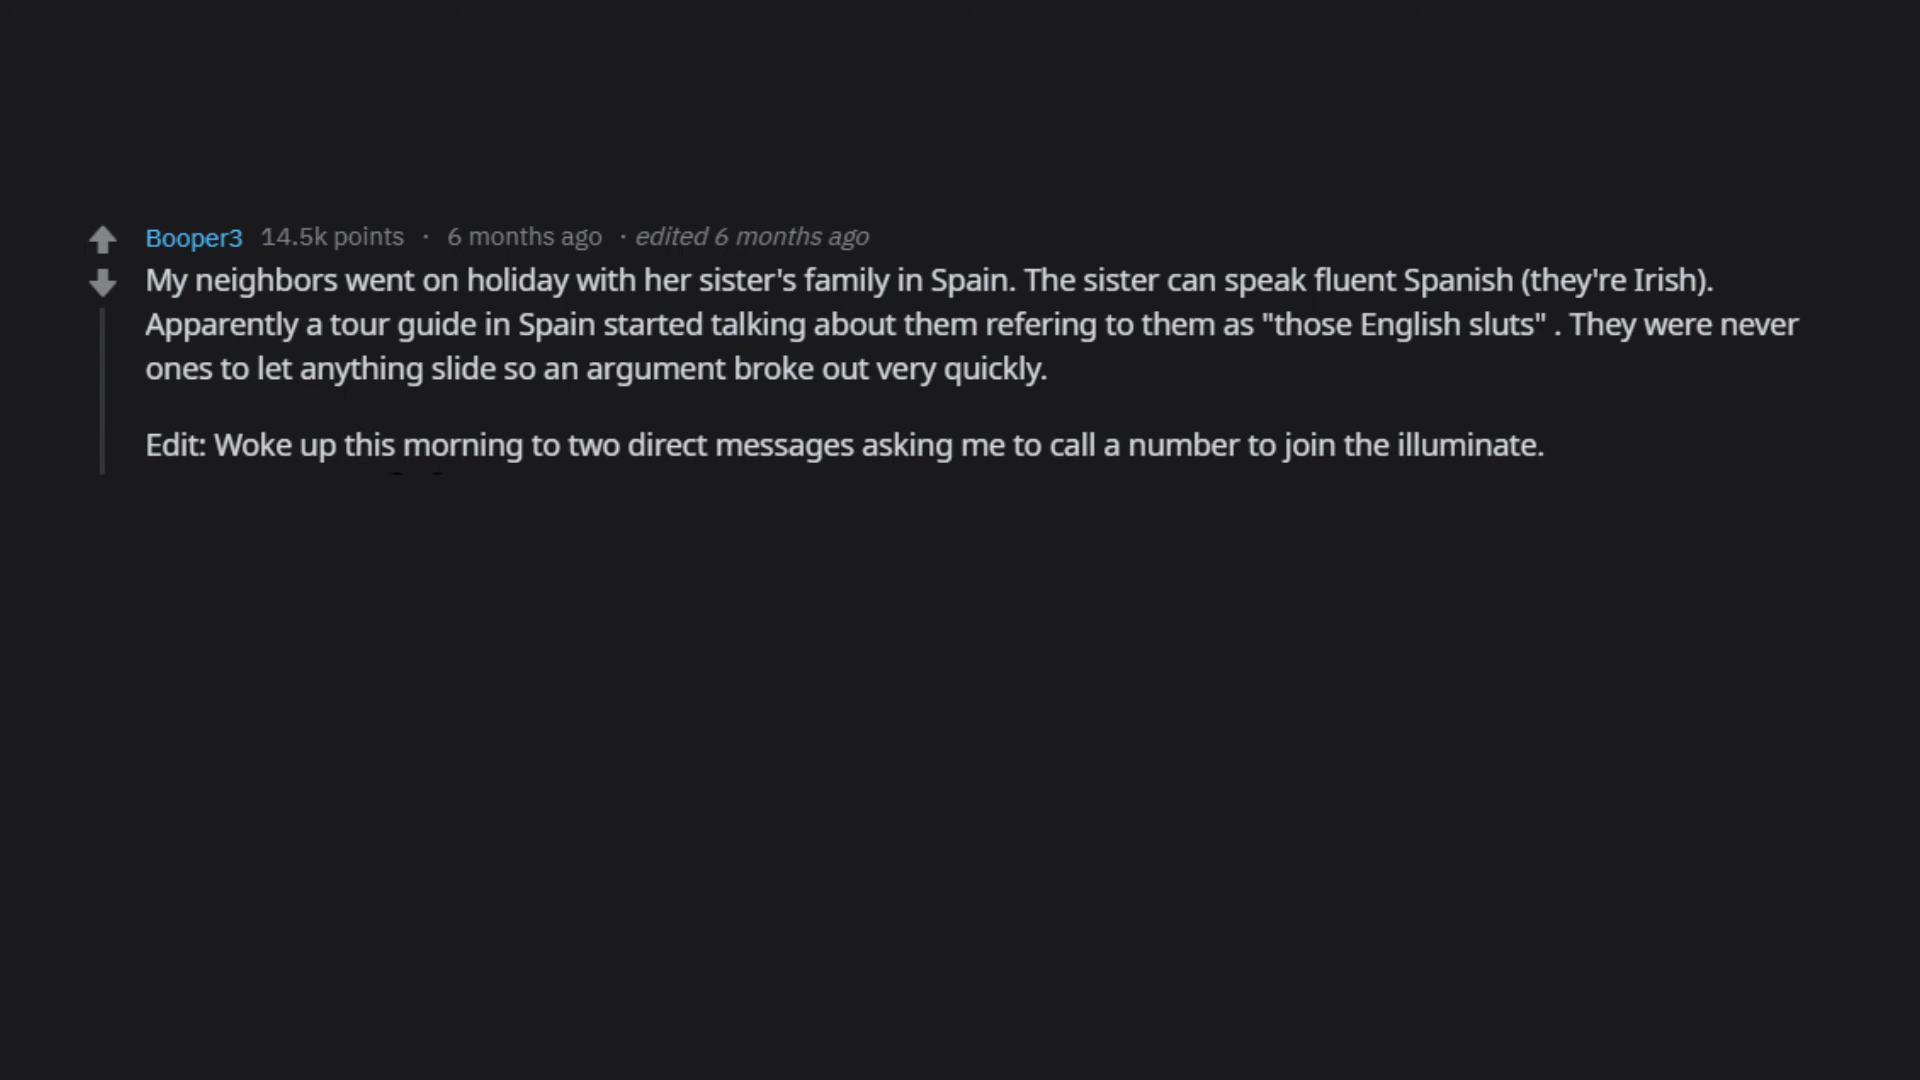 Booper3 14.5k points · 6 months ago · edited 6 months ago
My neighbors went on holiday with her sister's family in Spain. The sister can speak fluent Spanish (they're Irish).
Apparently a tour guide in Spain started talking about them refering to them as "those English sluts" . They were never
ones to let anything slide so an argument broke out very quickly.
Edit: Woke up this morning to two direct messages asking me to call a number to join the illuminate.